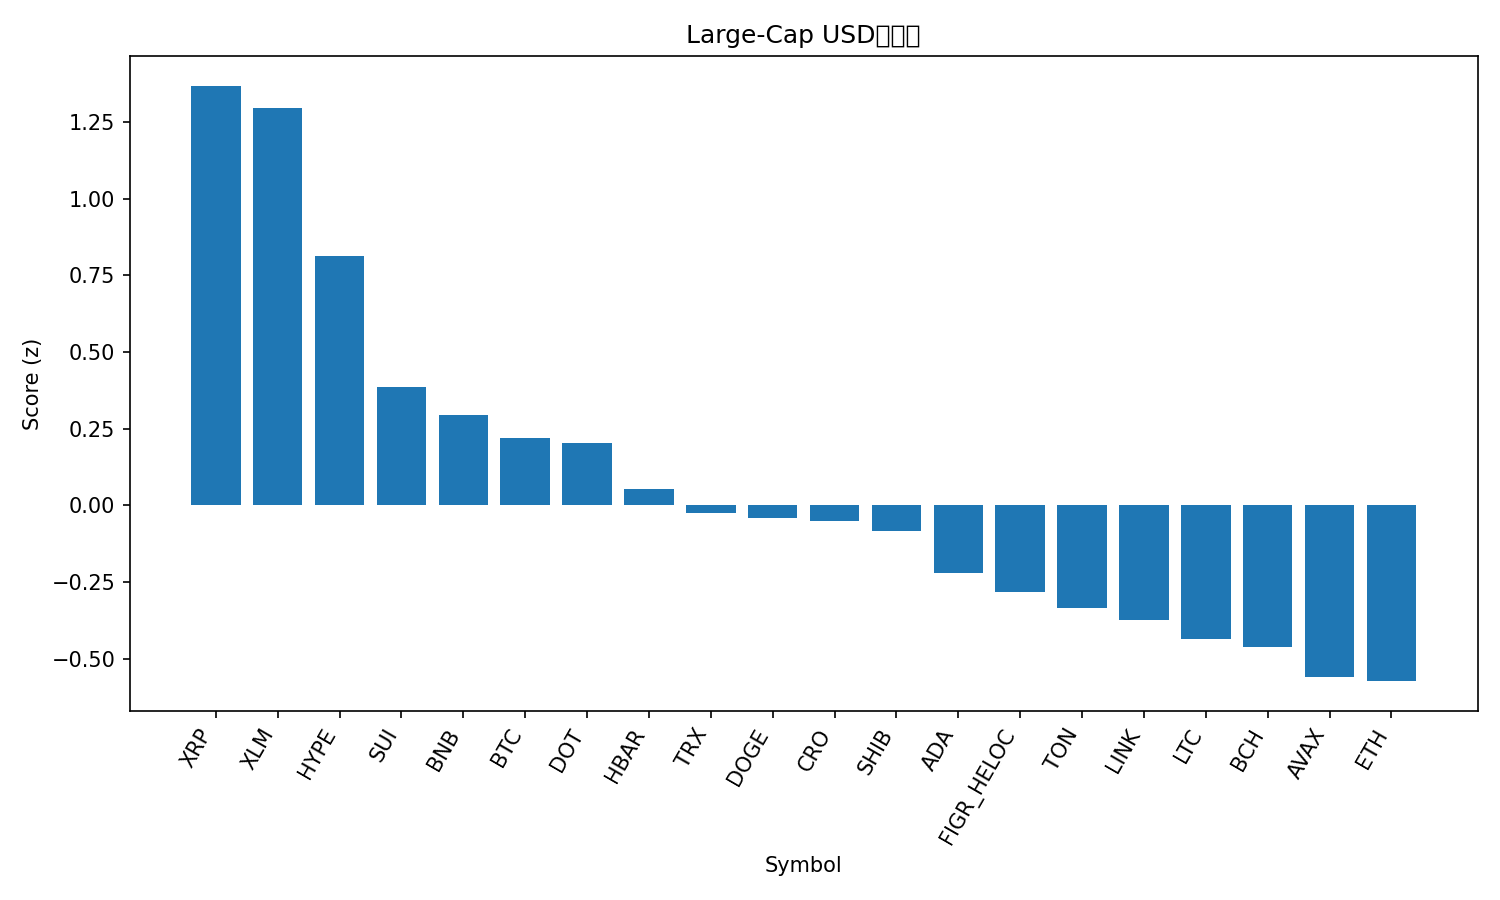 Large-Cap USD
Score (z)
1.25
1.00
0.75
0.50
0.25
0.00
−0.25
−0.50
XRP
XLM
HYPE
SUI
BNB
BTC
DOT
HBAR
TRX
DOGE
CRO
SHIB
ADA
FIGR_HELOC
TON
LINK
LTC
BCH
AVAX
ETH
Symbol